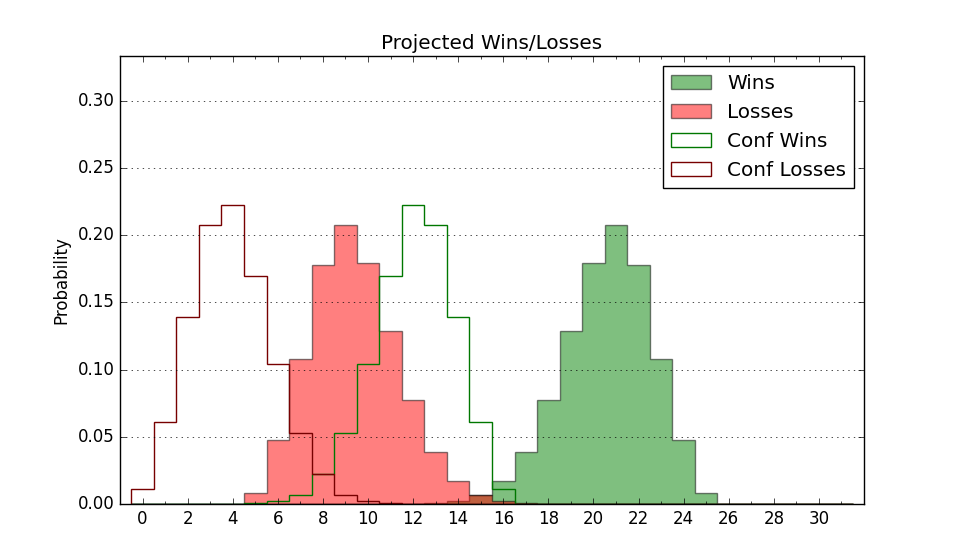 Projected Wins/Losses
Wins
Losses
Conf Wins
Conf Losses
Probability
0.30
0.25
0.20
0.15
0.10
0.05
0.00
0 2 4 6 8 10 12 14 16 18 20 22 24 26 28 30